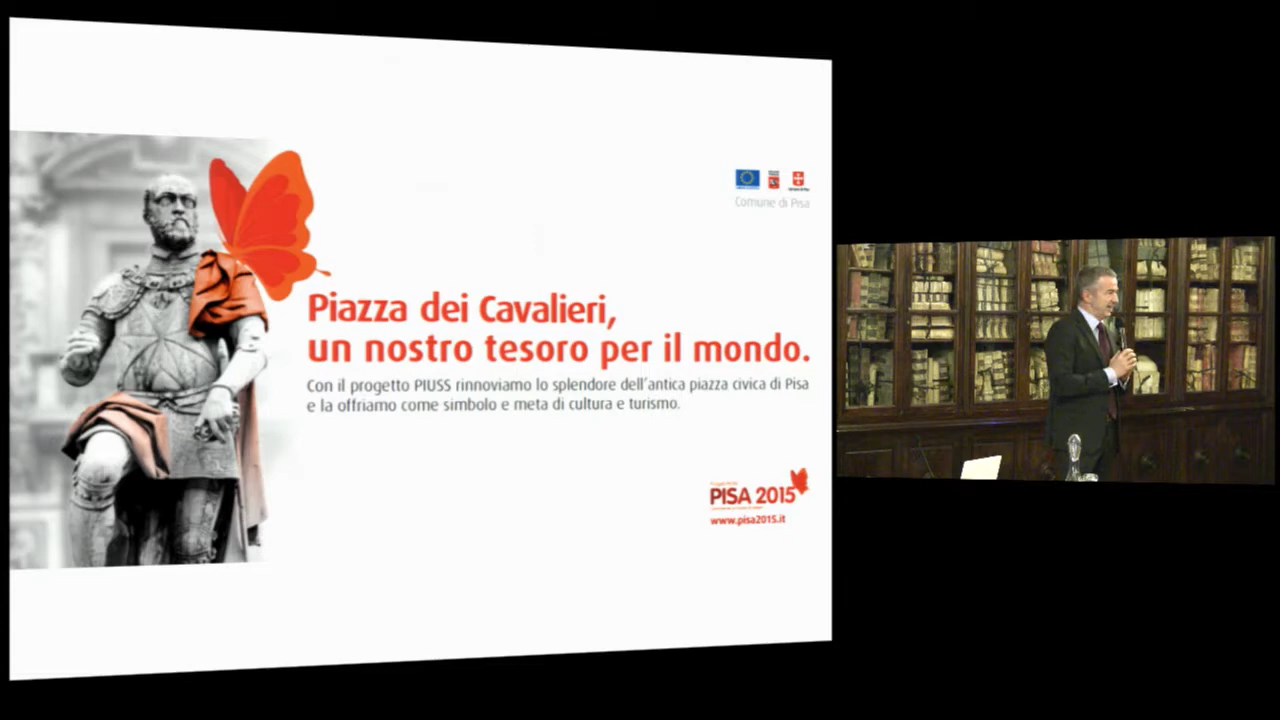 Comune di Pisa
Piazza dei Cavalieri,
un nostro tesoro per il mondo.
Con il progetto PIUSS rinnoviamo lo splendore dell'antica piazza civica di Pisa
e la offriamo come simbolo e meta di cultura e turismo.
PISA 2015
www.pisa2015.it